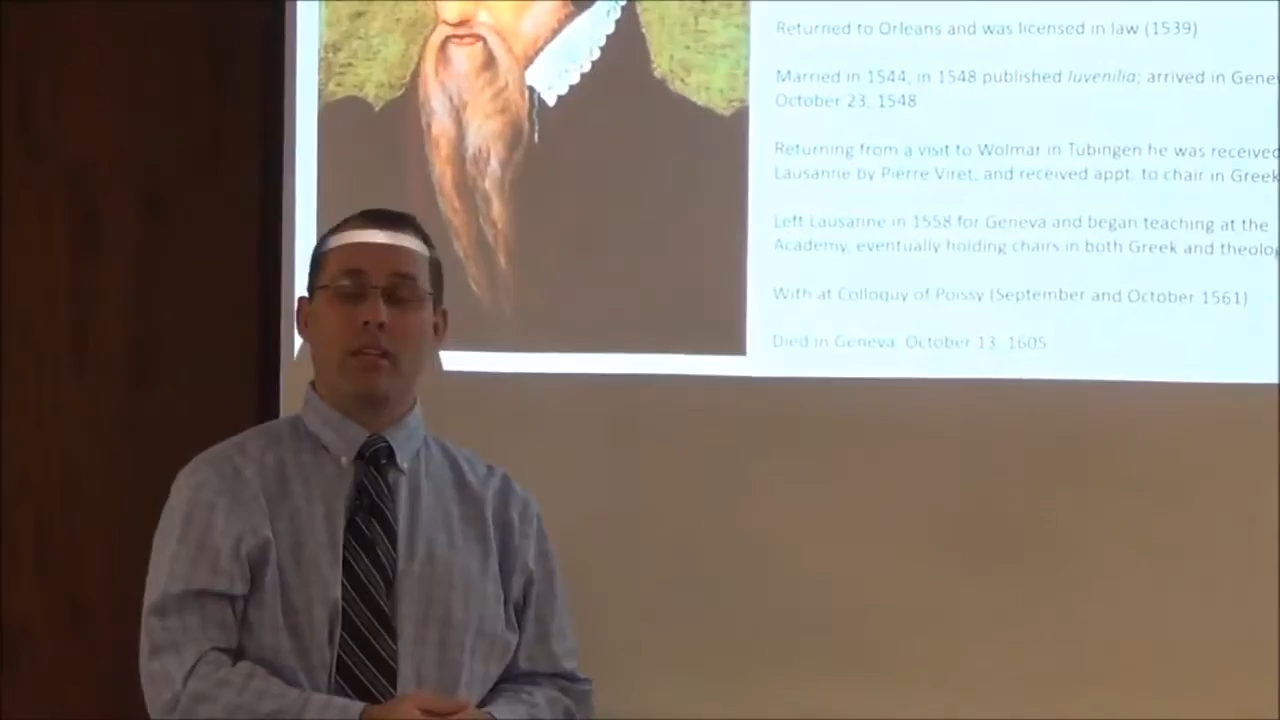 Returned to Orleans and was licensed in law (1539)
Married in 1544, in 1548 published Iuvenilia; arrived in Gene
October 23, 1548
Returning from a visit to Wolmar in Tubingen he was received
Lausanne by Pierre Viret, and received appt. to chair in Greek
Left Lausanne in 1558 for Geneva and began teaching at the
Academy, eventually holding chairs in both Greek and theolog
With at Colloquy of Poissy (September and October 1561)
Died in Geneva, October 13, 1605